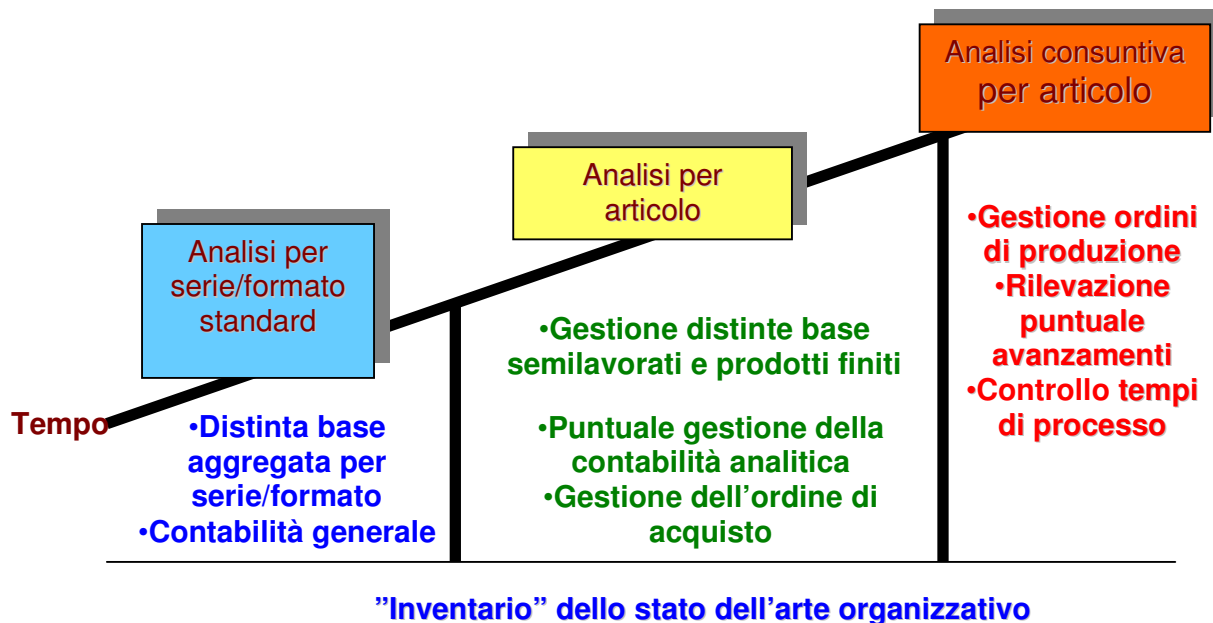 Analisi consuntiva
per articolo
Analisi per
articolo
Analisi per
serie/formato
standard
•Gestione ordini
di produzione
•Rilevazione
puntuale
avanzamenti
•Controllo tempi
di processo
•Gestione distinte base
semilavorati e prodotti finiti
•Puntuale gestione della
contabilità analitica
•Gestione dell'ordine di
acquisto
Tempo
•Distinta base
aggregata per
serie/formato
•Contabilità generale
”Inventario” dello stato dell'arte organizzativo